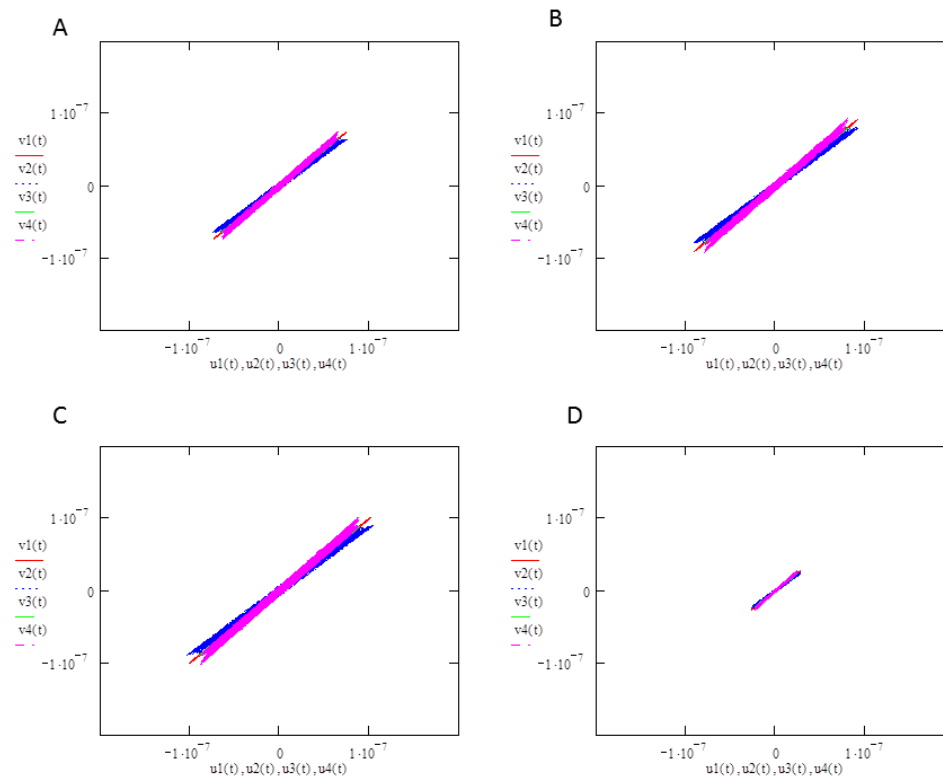 A
1·10⁻⁷
v1(t)
v2(t)
0
v3(t)
v4(t)
-1·10⁻⁷
-1·10⁻⁷ 0 1·10⁻⁷
u1(t),u2(t),u3(t),u4(t)
B
1·10⁻⁷
v1(t)
v2(t)
0
v3(t)
v4(t)
-1·10⁻⁷
-1·10⁻⁷ 0 1·10⁻⁷
u1(t),u2(t),u3(t),u4(t)
C
1·10⁻⁷
v1(t)
v2(t)
0
v3(t)
v4(t)
-1·10⁻⁷
-1·10⁻⁷ 0 1·10⁻⁷
u1(t),u2(t),u3(t),u4(t)
D
1·10⁻⁷
v1(t)
v2(t)
0
v3(t)
v4(t)
-1·10⁻⁷
-1·10⁻⁷ 0 1·10⁻⁷
u1(t),u2(t),u3(t),u4(t)